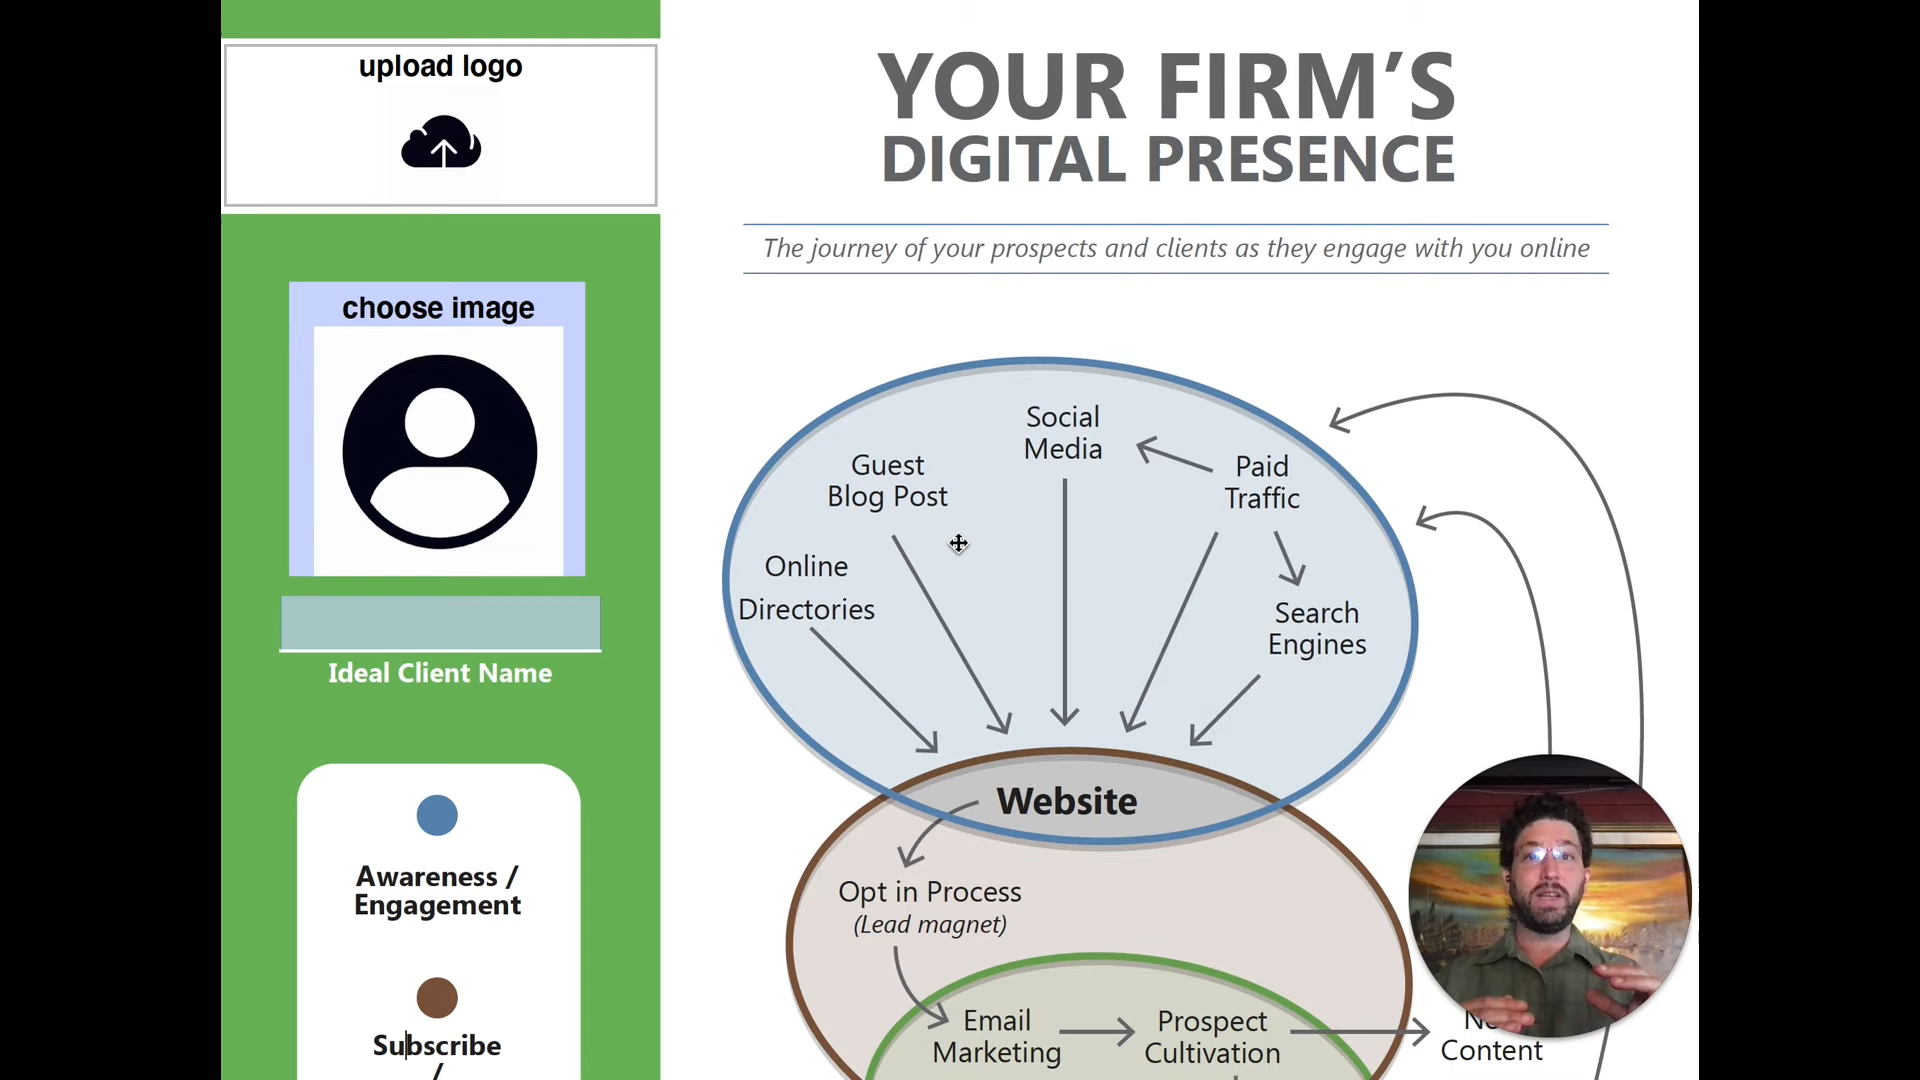 upload logo
choose image
Ideal Client Name
Awareness /
Engagement
Subscribe
/
YOUR FIRM’S
DIGITAL PRESENCE
The journey of your prospects and clients as they engage with you online
Social
Media
Guest
Blog Post
Paid
Traffic
Online
Directories
Search
Engines
Website
Opt in Process
(Lead magnet)
Email
Marketing
Prospect
Cultivation
Content